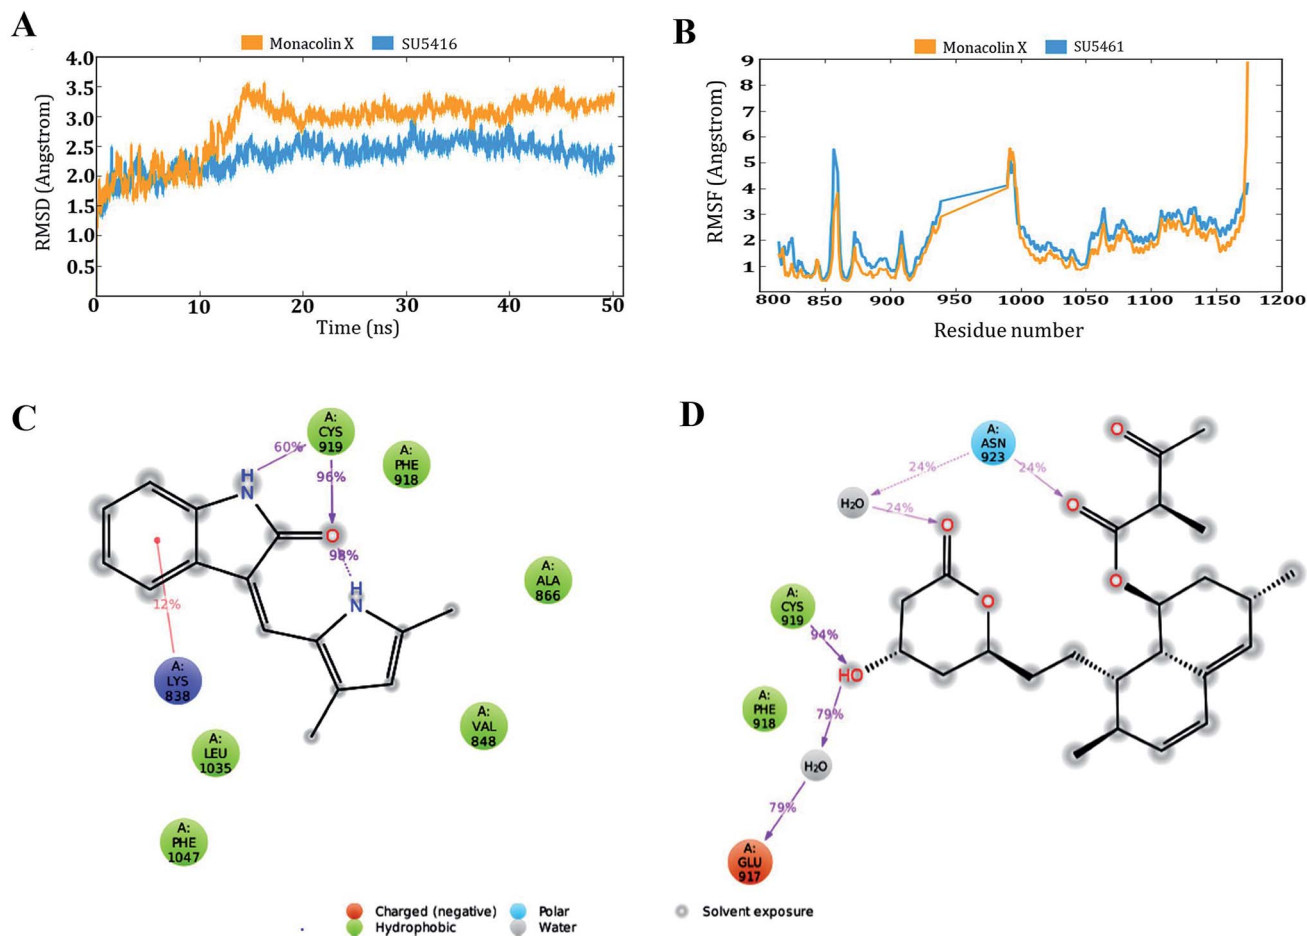 A
Monacolin X SU5416
RMSD (Angstrom)
4.0
3.5
3.0
2.5
2.0
1.5
1.0
0.5
0 10 20 30 40 50
Time (ns)
B
Monacolin X SU5461
RMSF (Angstrom)
9
8
7
6
5
4
3
2
1
800 850 900 950 1000 1050 1100 1150 1200
Residue number
C
A:
CYS
919
60%
96%
A:
PHE
918
H
N
O
98%
H
N
A:
ALA
866
12%
A:
LYS
838
A:
VAL
848
A:
LEU
1035
A:
PHE
1047
D
A:
ASN
923
24%
24%
H₂O
24%
O
O
O
O
O
A:
CYS
919
94%
HO
A:
PHE
918
79%
H₂O
79%
A:
GLU
917
Charged (negative)
Hydrophobic
Polar
Water
Solvent exposure